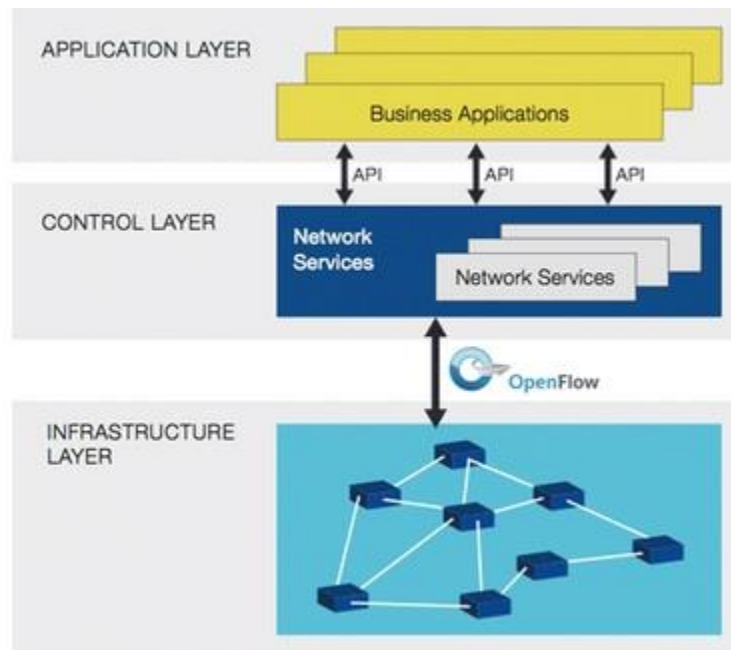 APPLICATION LAYER
Business Applications
API
API
API
CONTROL LAYER
Network
Services
Network Services
OpenFlow
INFRASTRUCTURE
LAYER